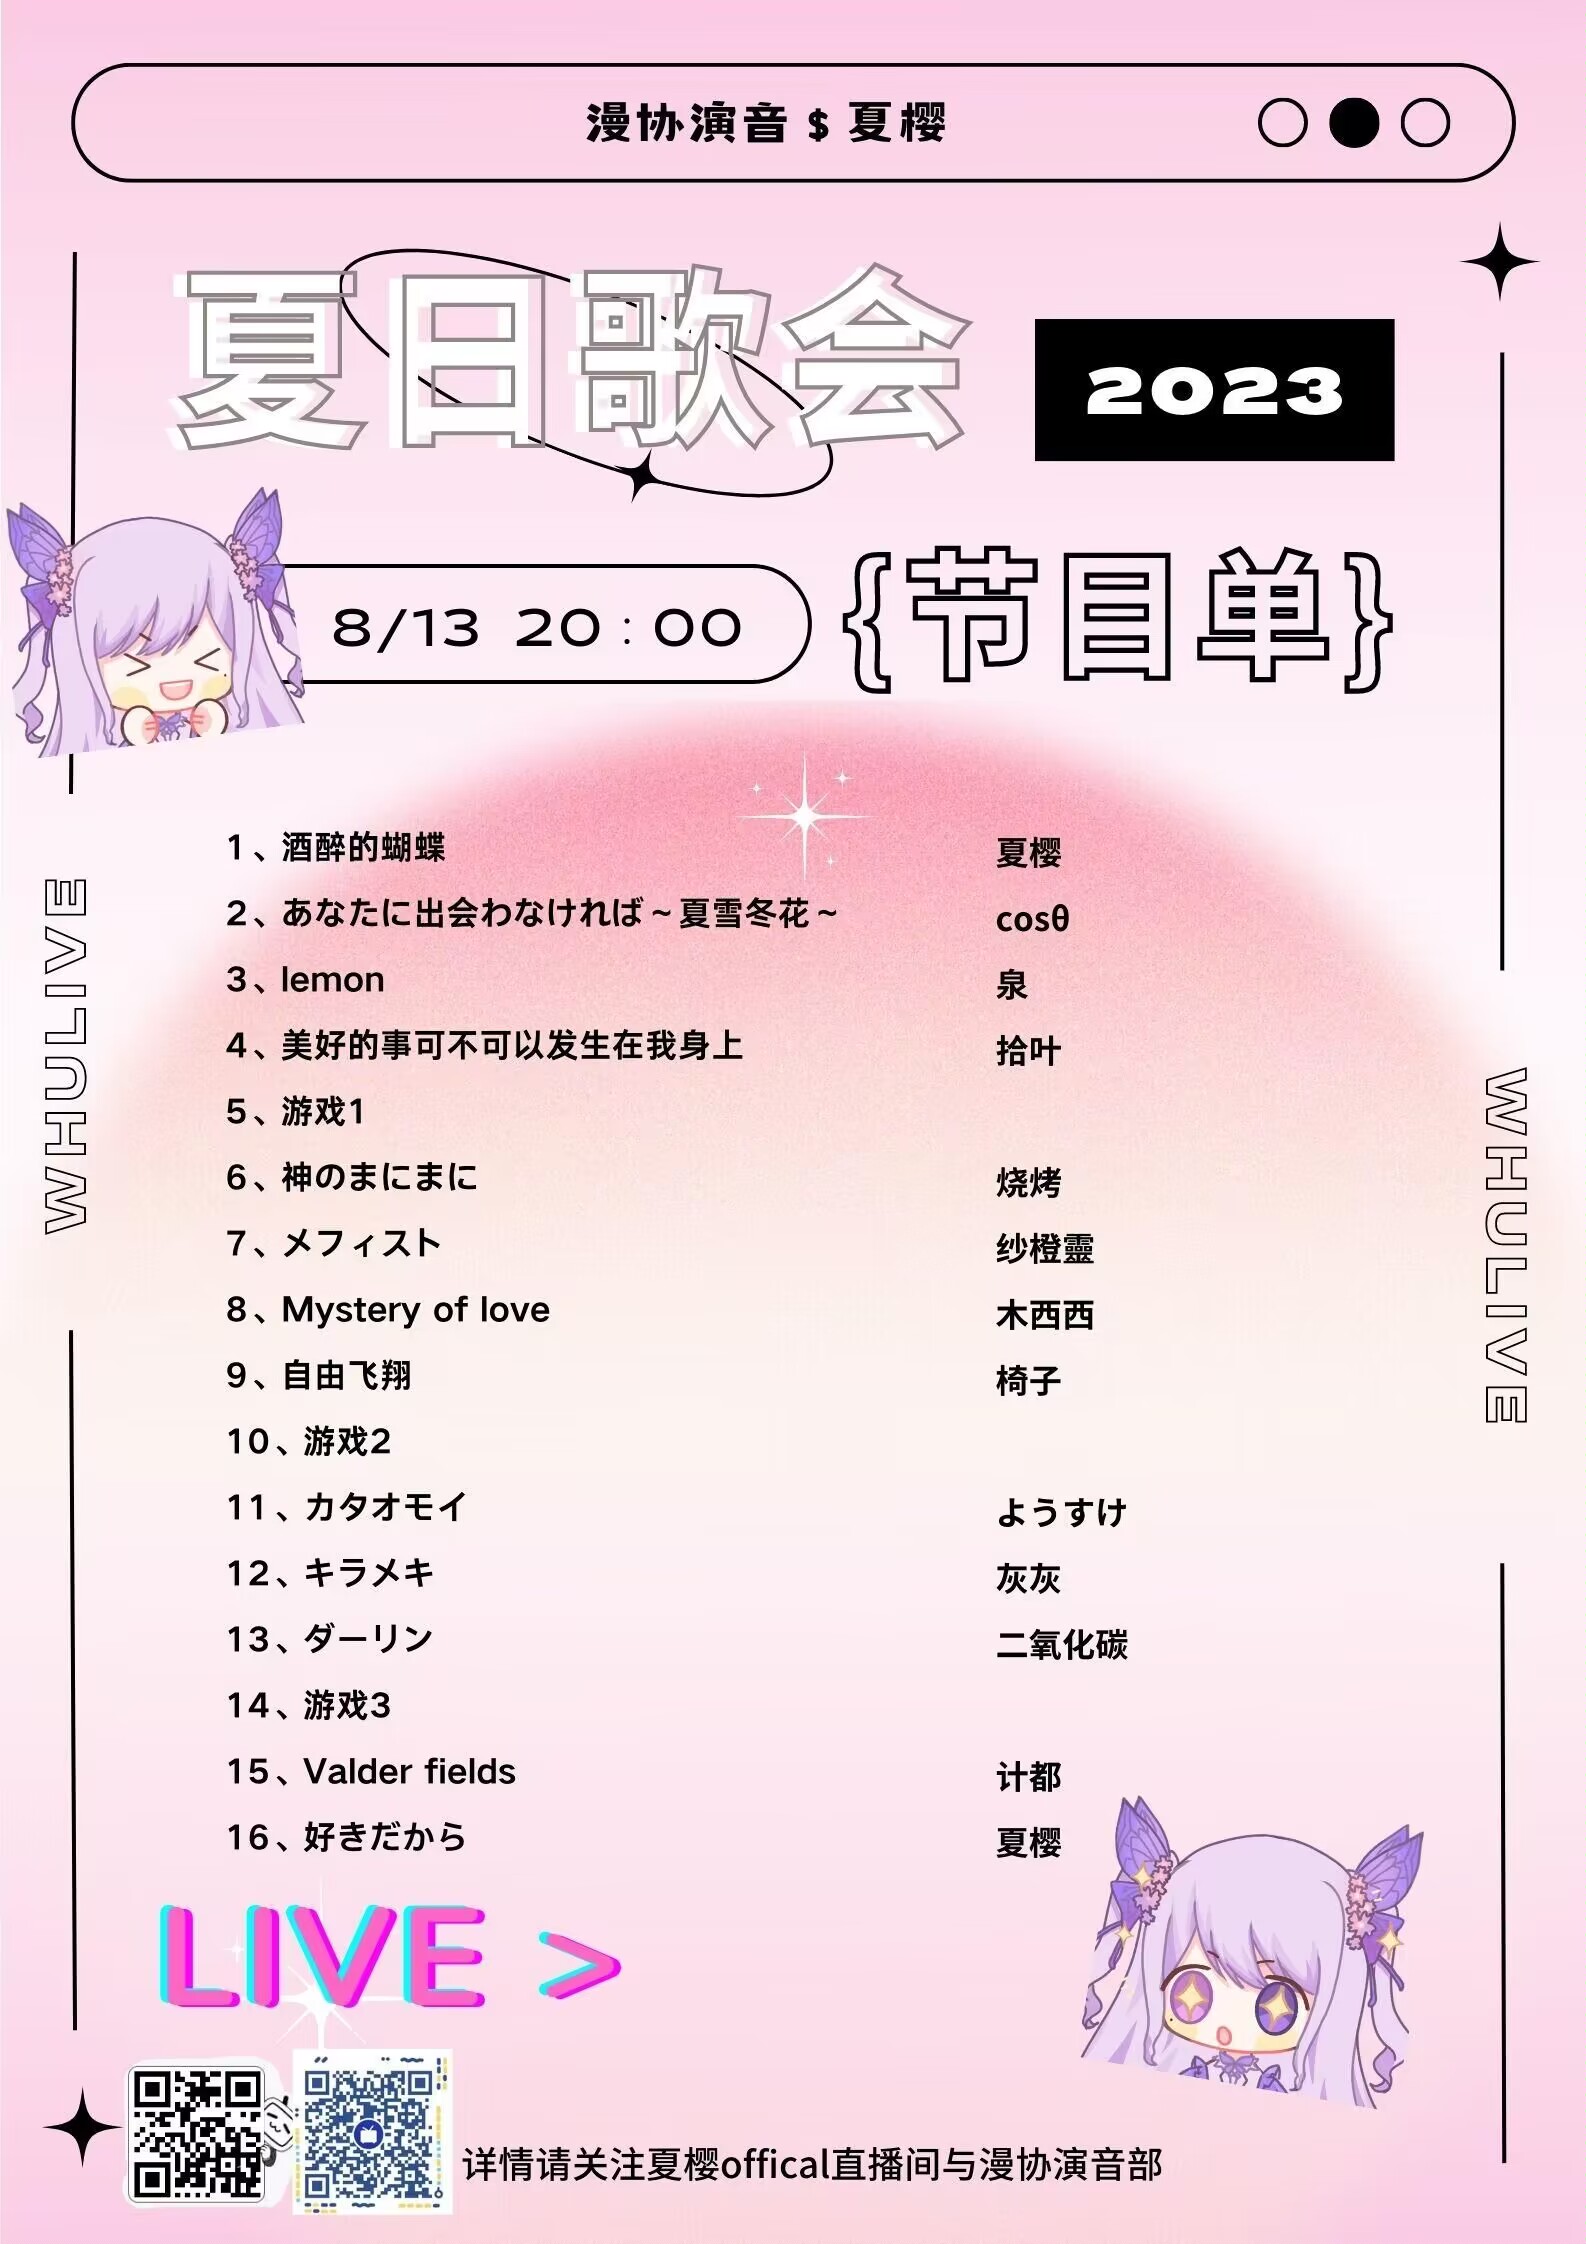 漫协演音 $ 夏樱
夏日歌会
2023
8/13 20:00
{节目单}
WHULIVE
WHULIVE
1、酒醉的蝴蝶 夏樱
2、あなたに出会わなければ~夏雪冬花~ cosθ
3、lemon 泉
4、美好的事可不可以发生在我身上 拾叶
5、游戏1
6、神のまにまに 烧烤
7、メフィスト 纱橙靈
8、Mystery of love 木西西
9、自由飞翔 椅子
10、游戏2
11、カタオモイ ようすけ
12、キラメキ 灰灰
13、ダーリン 二氧化碳
14、游戏3
15、Valder fields 计都
16、好きだから 夏樱
LIVE >
详情请关注夏樱offical直播间与漫协演音部